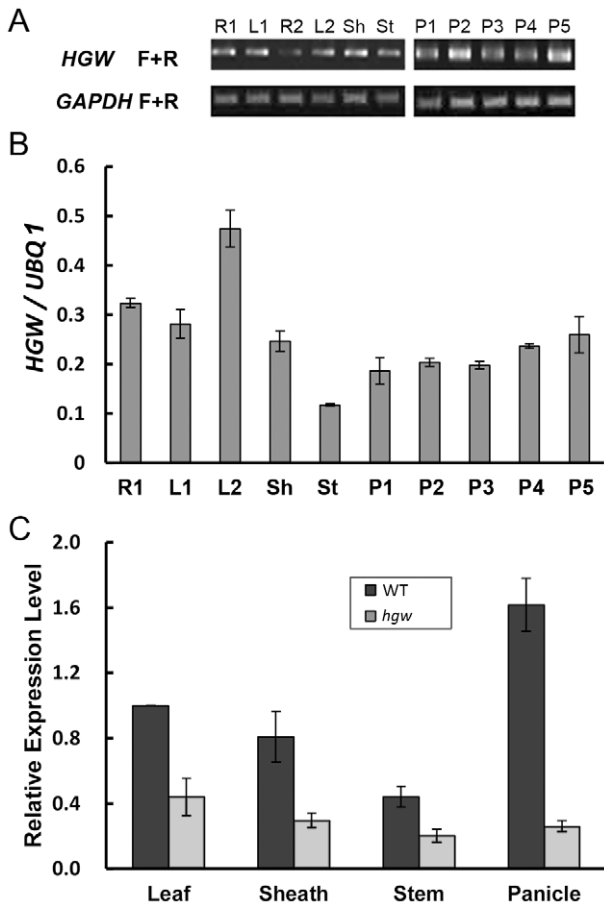 A
R1 L1 R2 L2 Sh St P1 P2 P3 P4 P5
HGW F+R
GAPDH F+R
B
HGW / UBQ1
0.6
0.5
0.4
0.3
0.2
0.1
0
R1 L1 L2 Sh St P1 P2 P3 P4 P5
C
Relative Expression Level
2.0
1.6
1.2
0.8
0.4
0.0
WT
hgw
Leaf Sheath Stem Panicle